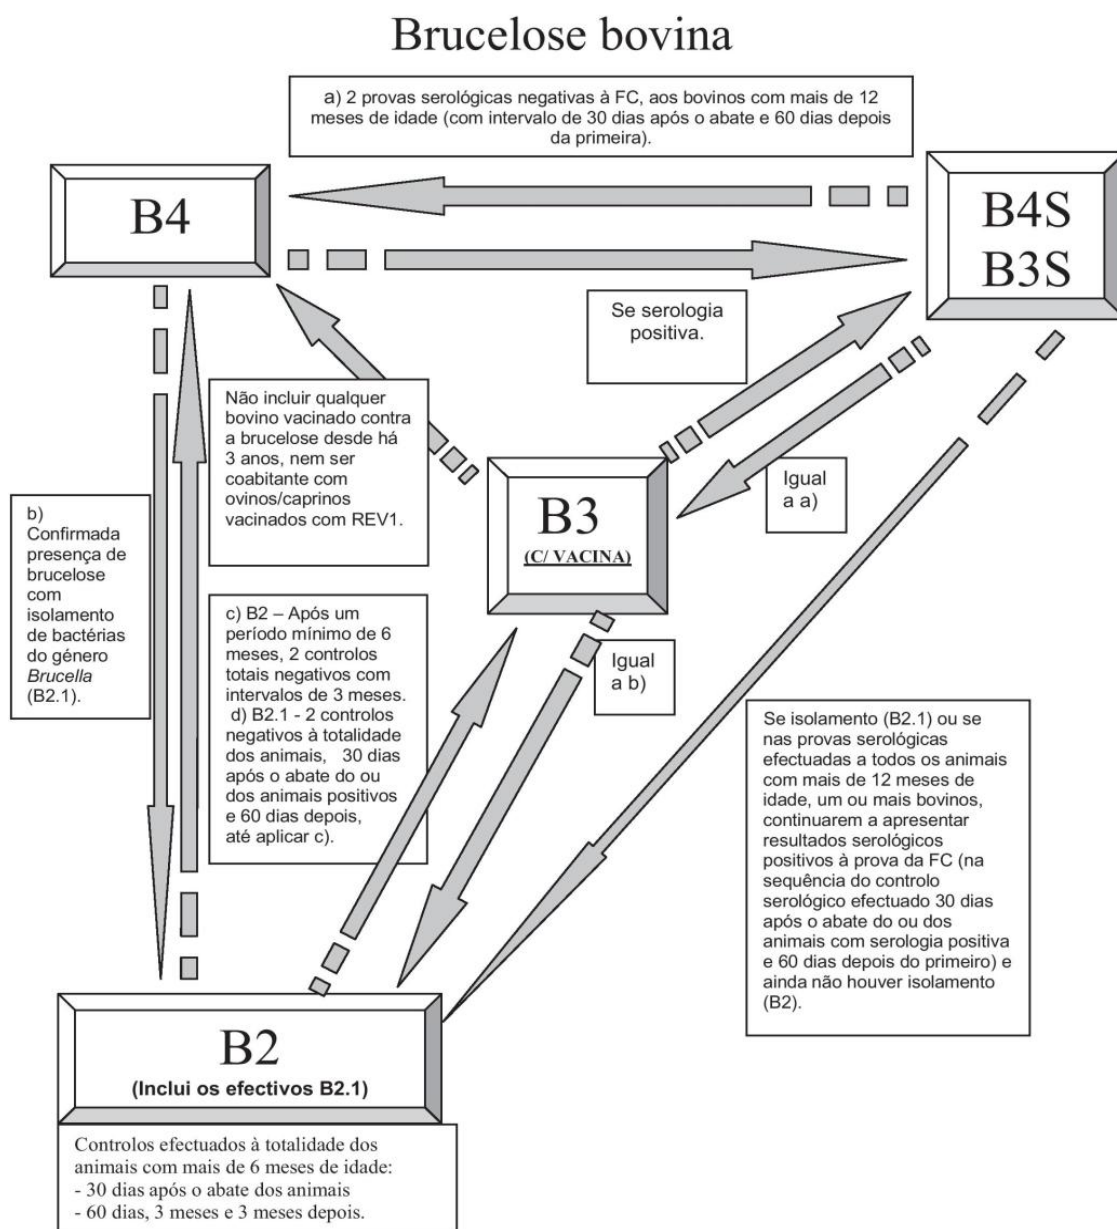 Brucelose bovina
a) 2 provas serológicas negativas à FC, aos bovinos com mais de 12
meses de idade (com intervalo de 30 dias após o abate e 60 dias depois
da primeira).
B4
B4S
B3S
Se serologia
positiva.
Não incluir qualquer
bovino vacinado contra
a brucelose desde há
3 anos, nem ser
coabitante com
ovinos/caprinos
vacinados com REV1.
B3
(C/ VACINA)
Igual
a a)
b)
Confirmada
presença de
brucelose
com
isolamento
de bactérias
do género
Brucella
(B2.1).
c) B2 – Após um
período mínimo de 6
meses, 2 controlos
totais negativos com
intervalos de 3 meses.
d) B2.1 - 2 controlos
negativos à totalidade
dos animais, 30 dias
após o abate do ou
dos animais positivos
e 60 dias depois,
até aplicar c).
Igual
a b)
Se isolamento (B2.1) ou se
nas provas serológicas
efectuadas a todos os animais
com mais de 12 meses de
idade, um ou mais bovinos,
continuarem a apresentar
resultados serológicos
positivos à prova da FC (na
sequência do controlo
serológico efectuado 30 dias
após o abate do ou dos
animais com serologia positiva
e 60 dias depois do primeiro) e
ainda não houver isolamento
(B2).
B2
(Inclui os efectivos B2.1)
Controlos efectuados à totalidade dos
animais com mais de 6 meses de idade:
- 30 dias após o abate dos animais
- 60 dias, 3 meses e 3 meses depois.